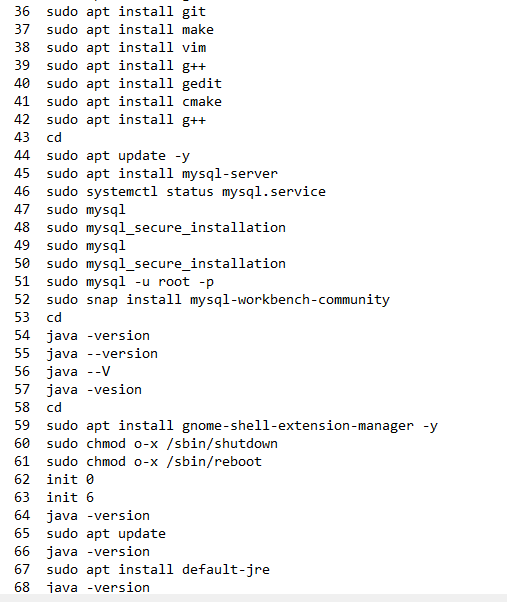 36 sudo apt install git
37 sudo apt install make
38 sudo apt install vim
39 sudo apt install g++
40 sudo apt install gedit
41 sudo apt install cmake
42 sudo apt install g++
43 cd
44 sudo apt update -y
45 sudo apt install mysql-server
46 sudo systemctl status mysql.service
47 sudo mysql
48 sudo mysql_secure_installation
49 sudo mysql
50 sudo mysql_secure_installation
51 sudo mysql -u root -p
52 sudo snap install mysql-workbench-community
53 cd
54 java -version
55 java --version
56 java --V
57 java -vesion
58 cd
59 sudo apt install gnome-shell-extension-manager -y
60 sudo chmod o-x /sbin/shutdown
61 sudo chmod o-x /sbin/reboot
62 init 0
63 init 6
64 java -version
65 sudo apt update
66 java -version
67 sudo apt install default-jre
68 java -version